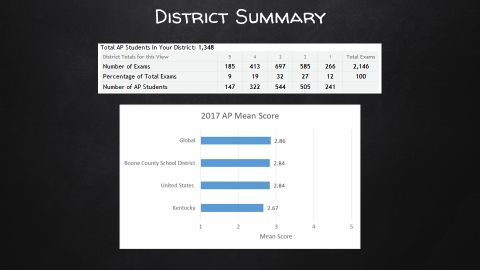 District Summary
Total AP Students in Your District: 1,348
District Totals for this View 5 4 3 2 1 Total Exams
Number of Exams 185 413 697 585 266 2,146
Percentage of Total Exams 9 19 32 27 12 100
Number of AP Students 147 322 544 505 241
2017 AP Mean Score
Global 2.86
Boone County School District 2.84
United States 2.84
Kentucky 2.67
1 2 3 4 5
Mean Score